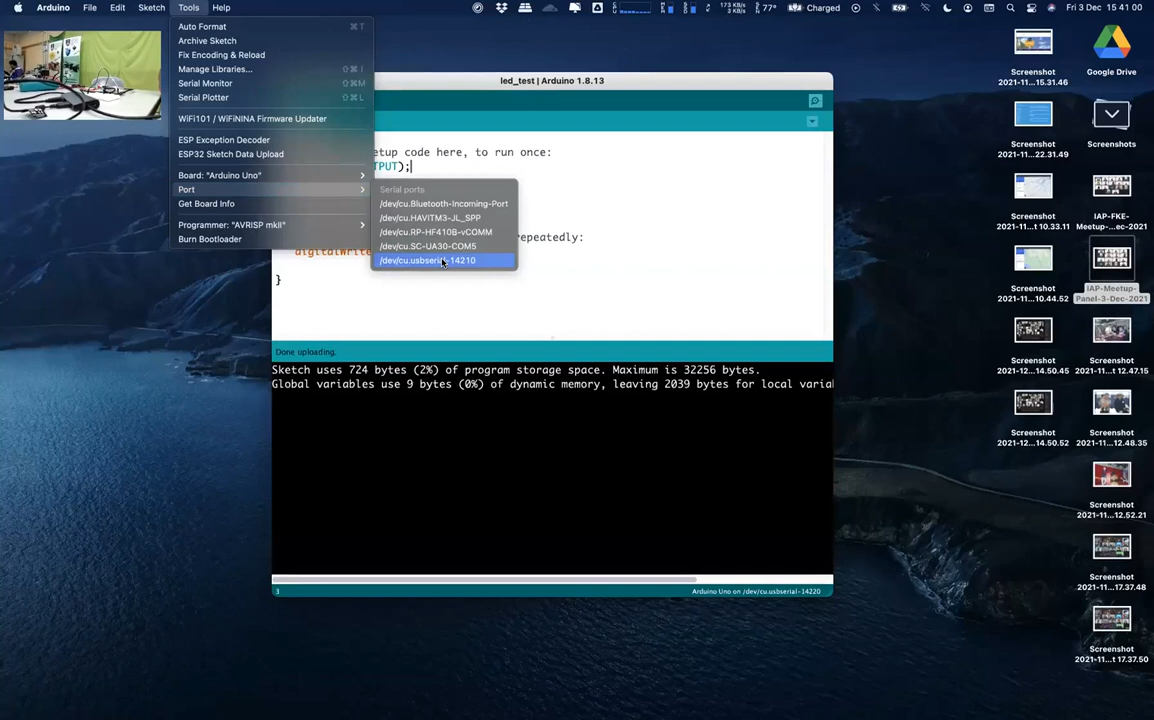 Arduino File Edit Sketch Tools Help
173 KB/s
3 KB/s
77° Charged Fri 3 Dec 15 41 00
Auto Format ⌘T
Archive Sketch
Fix Encoding & Reload
Manage Libraries... ⇧⌘I
Serial Monitor ⇧⌘M
Serial Plotter ⇧⌘L
WiFi101 / WiFiNINA Firmware Updater
ESP Exception Decoder
ESP32 Sketch Data Upload
Board: "Arduino Uno"
Port
Get Board Info
Programmer: "AVRISP mkII"
Burn Bootloader
Serial ports
/dev/cu.Bluetooth-Incoming-Port
/dev/cu.HAVITM3-JL_SPP
/dev/cu.RP-HF410B-vCOMM
/dev/cu.SC-UA30-COM5
/dev/cu.usbserial-14210
led_test | Arduino 1.8.13
etup code here, to run once:
TPUT);
repeatedly:
digitalWrite
}
Done uploading.
Sketch uses 724 bytes (2%) of program storage space. Maximum is 32256 bytes.
Global variables use 9 bytes (0%) of dynamic memory, leaving 2039 bytes for local varia
3 Arduino Uno on /dev/cu.usbserial-14220
Screenshot
2021-11...15.31.46
Google Drive
Screenshot
2021-11...22.31.49
Screenshots
Screenshot
2021-11...10.33.11
IAP-FKE-
Meetup-...ec-2021
Screenshot
2021-11...10.44.52
IAP-Meetup-
Panel-3-Dec-2021
Screenshot
2021-12...14.50.45
Screenshot
2021-11...t 12.47.15
Screenshot
2021-12...14.50.52
Screenshot
2021-11...12.48.35
Screenshot
2021-11...12.52.21
Screenshot
2021-11...17.37.48
Screenshot
2021-11...t 17.37.50